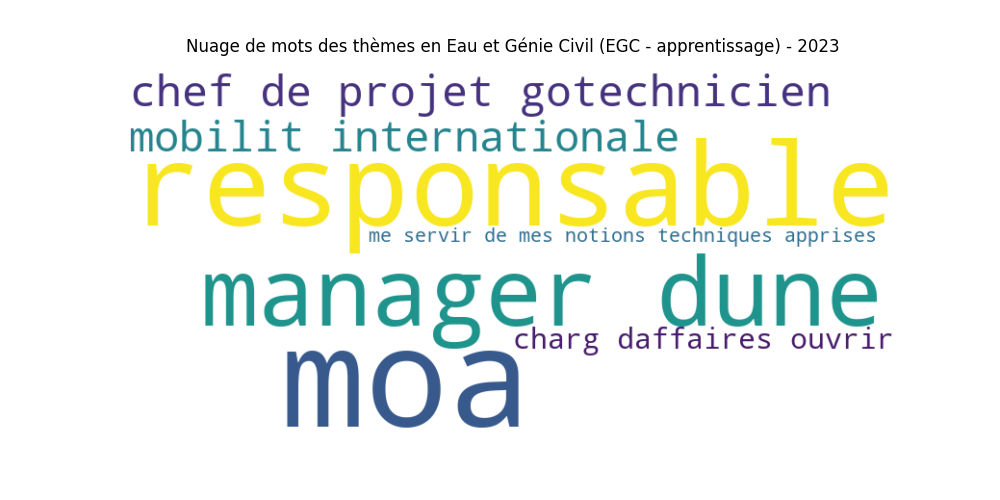 Nuage de mots des thèmes en Eau et Génie Civil (EGC - apprentissage) - 2023
chef de projet gotechnicien
mobilit internationale
responsable
me servir de mes notions techniques apprises
manager dune
charg daffaires ouvrir
moa